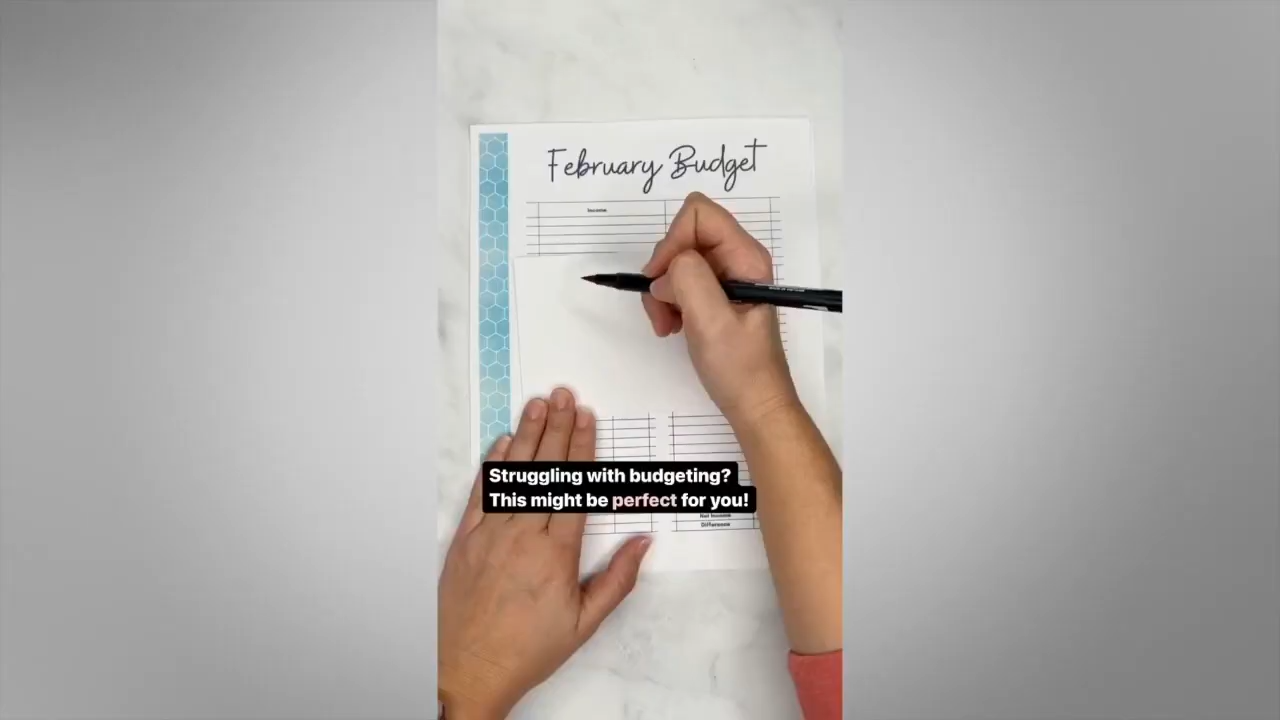 February Budget
Income
Struggling with budgeting?
This might be perfect for you!
Net Income
Difference